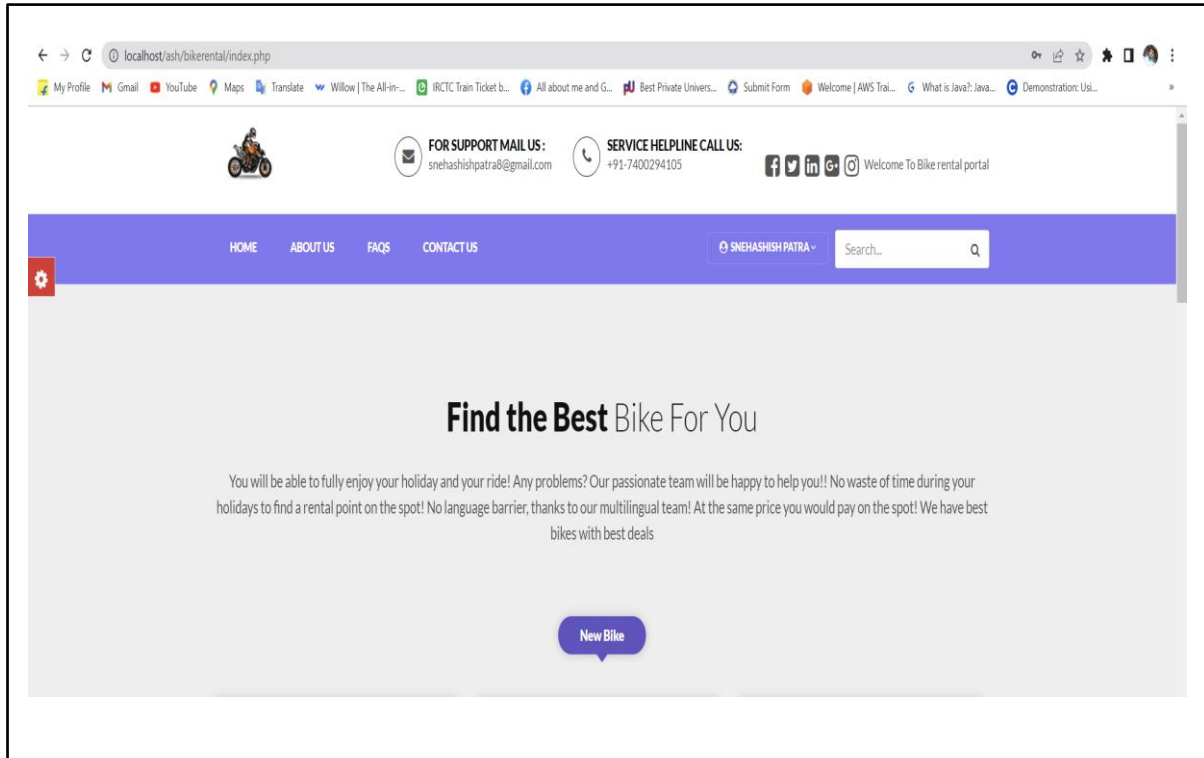 localhost/ash/bikerental/index.php
My Profile Gmail YouTube Maps Translate Willow | The All-in-... IRCTC Train Ticket b... All about me and G... Best Private Univers... Submit Form Welcome | AWS Trai... What is Java?: Java... Demonstration: Usi... »
FOR SUPPORT MAIL US :
snehashishpatra8@gmail.com
SERVICE HELPLINE CALL US:
+91-7400294105
Welcome To Bike rental portal
HOME ABOUT US FAQS CONTACT US SNEHASHISH PATRA Search...
Find the Best Bike For You
You will be able to fully enjoy your holiday and your ride! Any problems? Our passionate team will be happy to help you!! No waste of time during your
holidays to find a rental point on the spot! No language barrier, thanks to our multilingual team! At the same price you would pay on the spot! We have best
bikes with best deals
New Bike